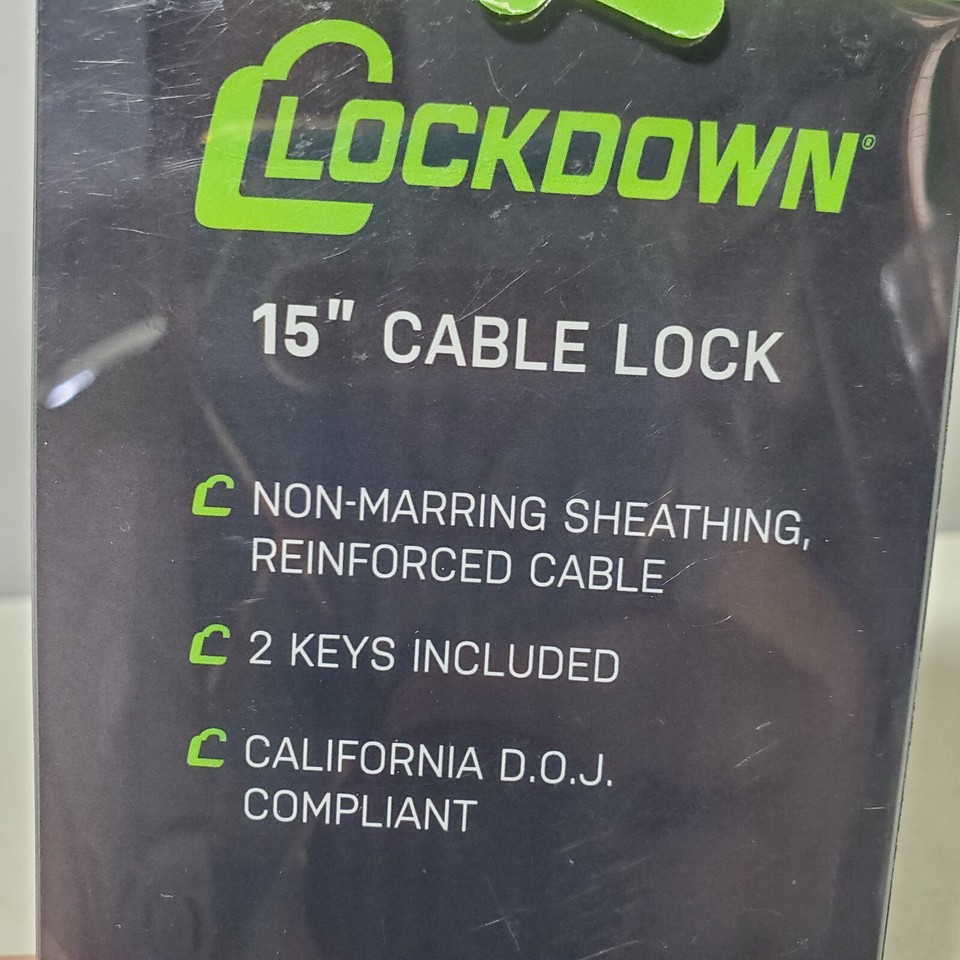 LOCKDOWN®
15" CABLE LOCK
NON-MARRING SHEATHING,
REINFORCED CABLE
2 KEYS INCLUDED
CALIFORNIA D.O.J.
COMPLIANT